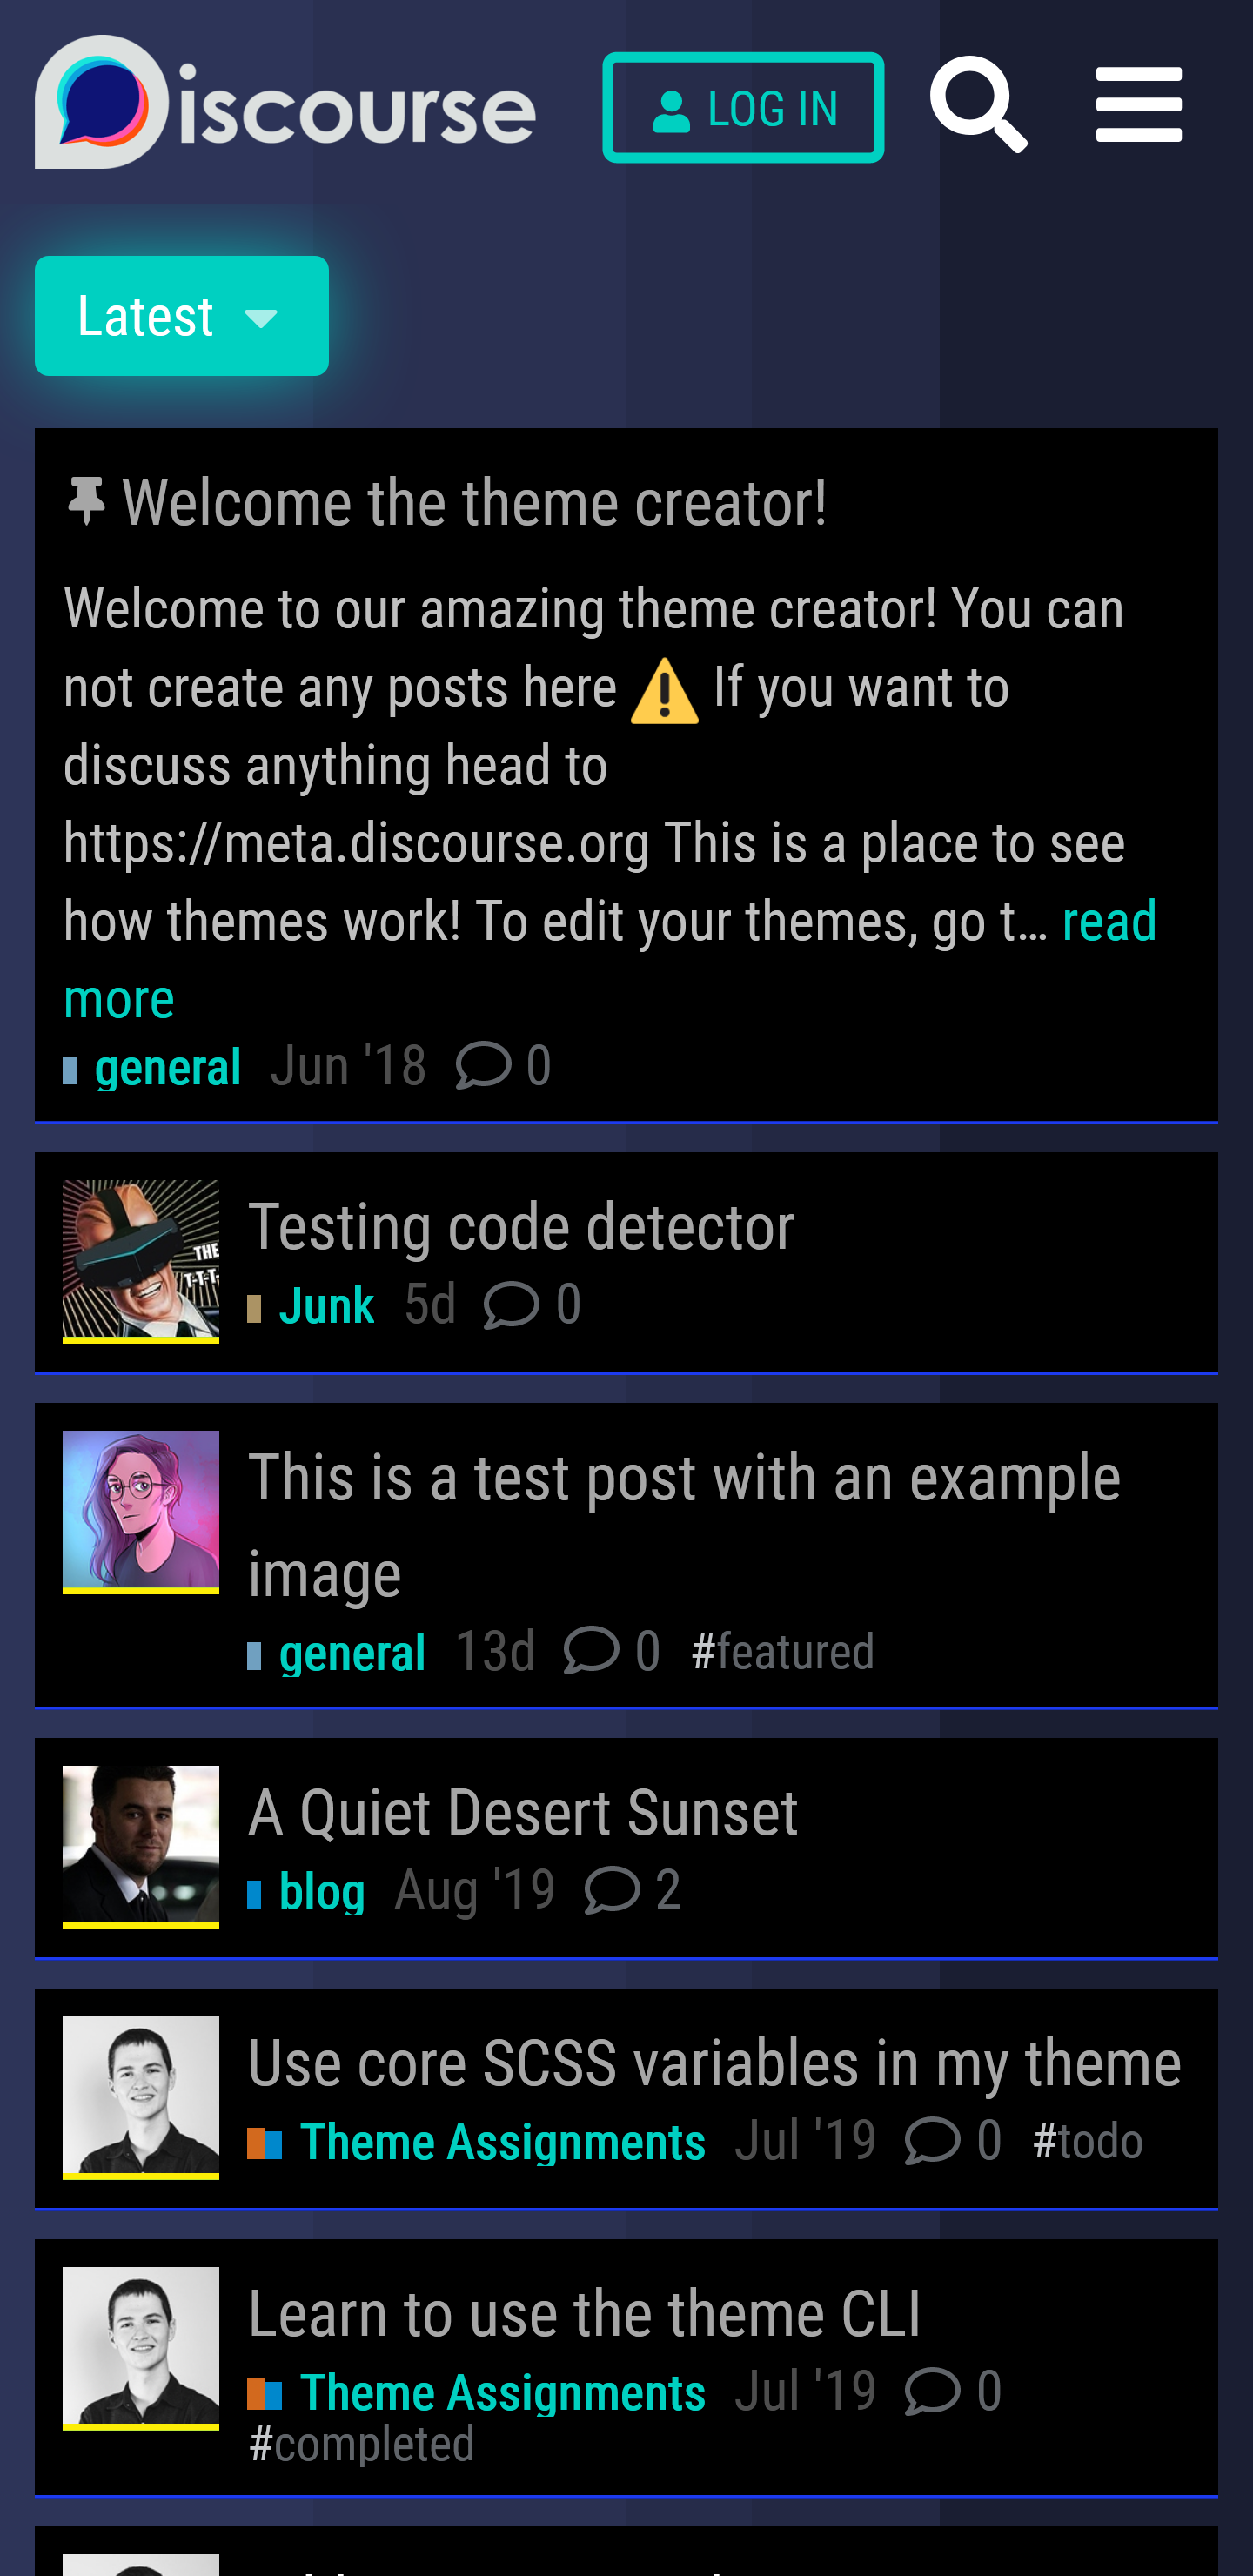 Discourse
LOG IN
Latest
Welcome the theme creator!
Welcome to our amazing theme creator! You can
not create any posts here ⚠️ If you want to
discuss anything head to
https://meta.discourse.org This is a place to see
how themes work! To edit your themes, go t… read
more
general Jun '18 0
THE
T-T-T-
Testing code detector
Junk 5d 0
This is a test post with an example
image
general 13d 0 #featured
A Quiet Desert Sunset
blog Aug '19 2
Use core SCSS variables in my theme
Theme Assignments Jul '19 0 #todo
Learn to use the theme CLI
Theme Assignments Jul '19 0
#completed